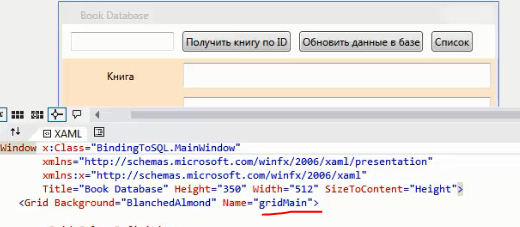 Book Database
Получить книгу по ID Обновить данные в базе Список
Книга
XAML
Window x:Class="BindingToSQL.MainWindow"
xmlns="http://schemas.microsoft.com/winfx/2006/xaml/presentation"
xmlns:x="http://schemas.microsoft.com/winfx/2006/xaml"
Title="Book Database" Height="350" Width="512" SizeToContent="Height">
<Grid Background="BlanchedAlmond" Name="gridMain">